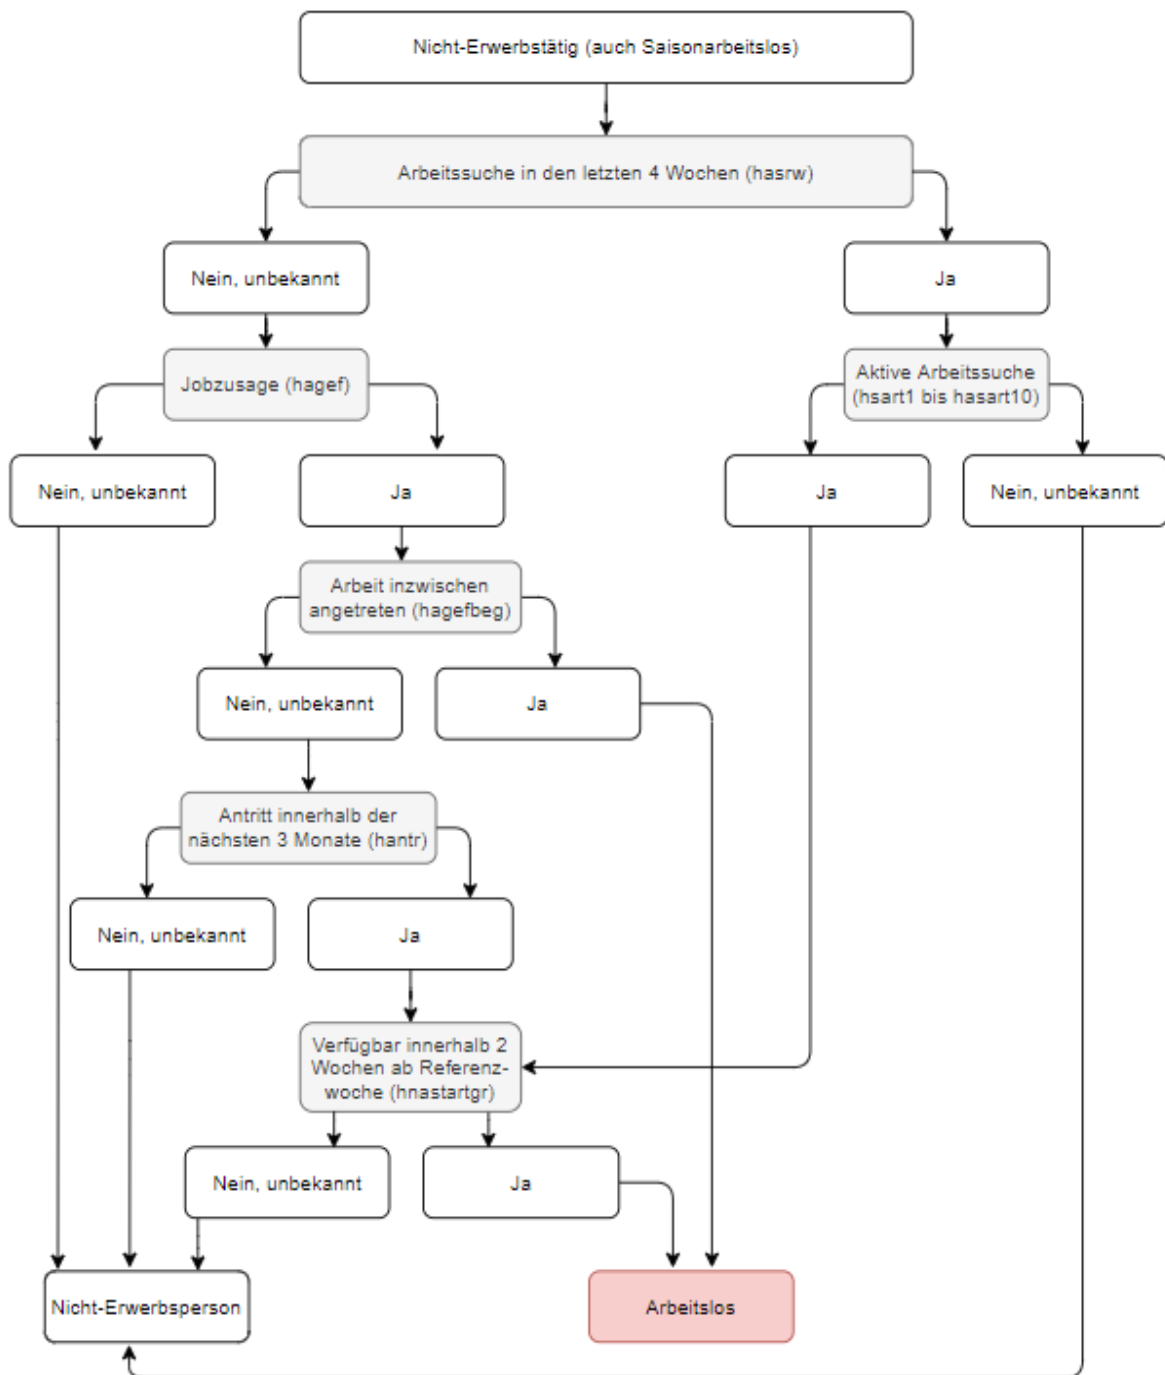 Nicht-Erwerbstätig (auch Saisonarbeitslos)
Arbeitssuche in den letzten 4 Wochen (hasrw)
Nein, unbekannt
Ja
Jobzusage (hagef)
Aktive Arbeitssuche
(hsart1 bis hasart10)
Nein, unbekannt
Ja
Ja
Nein, unbekannt
Arbeit inzwischen
angetreten (hagefbeg)
Nein, unbekannt
Ja
Antritt innerhalb der
nächsten 3 Monate (hantr)
Nein, unbekannt
Ja
Verfügbar innerhalb 2
Wochen ab Referenz-
woche (hnastartgr)
Nein, unbekannt
Ja
Nicht-Erwerbsperson
Arbeitslos